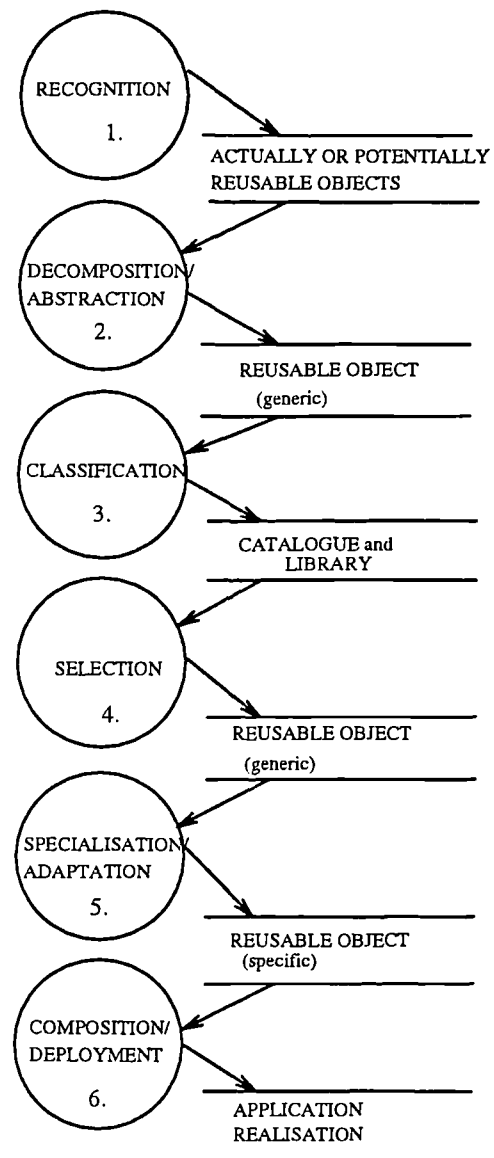 RECOGNITION
1.
ACTUALLY OR POTENTIALLY
REUSABLE OBJECTS
DECOMPOSITION/
ABSTRACTION
2.
REUSABLE OBJECT
(generic)
CLASSIFICATION
3.
CATALOGUE and
LIBRARY
SELECTION
4.
REUSABLE OBJECT
(generic)
SPECIALISATION/
ADAPTATION
5.
REUSABLE OBJECT
(specific)
COMPOSITION/
DEPLOYMENT
6.
APPLICATION
REALISATION